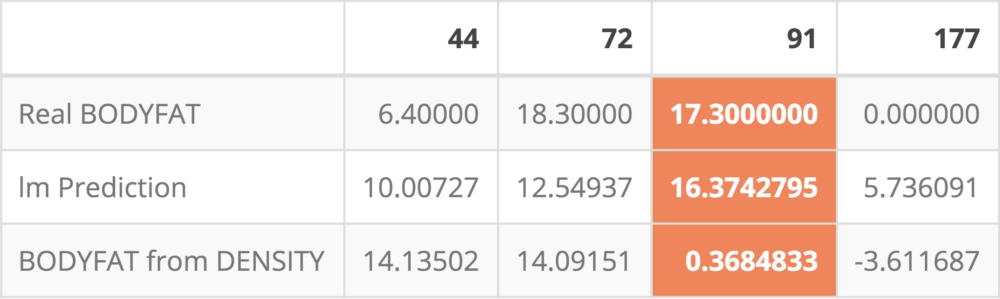 44 72 91 177
Real BODYFAT 6.40000 18.30000 17.3000000 0.000000
lm Prediction 10.00727 12.54937 16.3742795 5.736091
BODYFAT from DENSITY 14.13502 14.09151 0.3684833 -3.611687